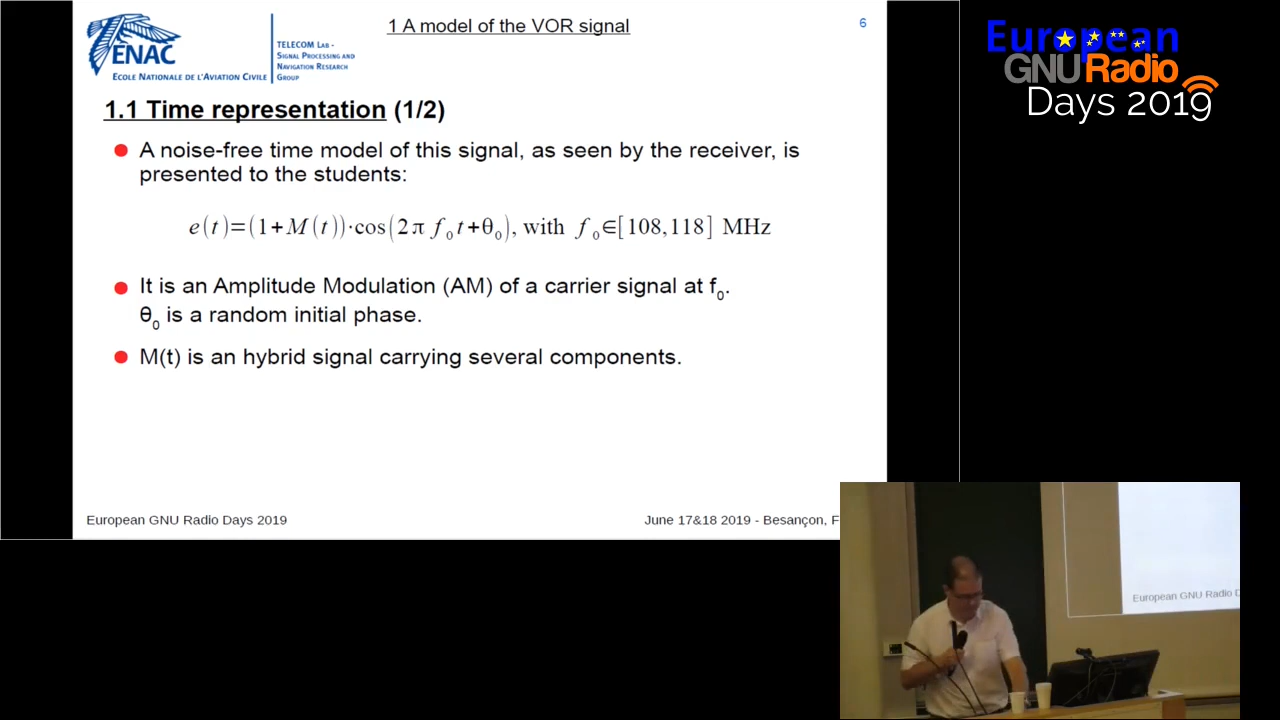 ENAC
ECOLE NATIONALE DE L'AVIATION CIVILE
TELECOM LAB -
SIGNAL PROCESSING AND
NAVIGATION RESEARCH
GROUP
1 A model of the VOR signal
6
European
GNURadio
Days 2019
1.1 Time representation (1/2)
A noise-free time model of this signal, as seen by the receiver, is
presented to the students:
e(t)=(1+M(t))·cos(2π f₀t+θ₀), with f₀∈[108,118] MHz
It is an Amplitude Modulation (AM) of a carrier signal at f₀.
θ₀ is a random initial phase.
M(t) is an hybrid signal carrying several components.
European GNU Radio Days 2019
June 17&18 2019 - Besançon, F
European GNU Radio D